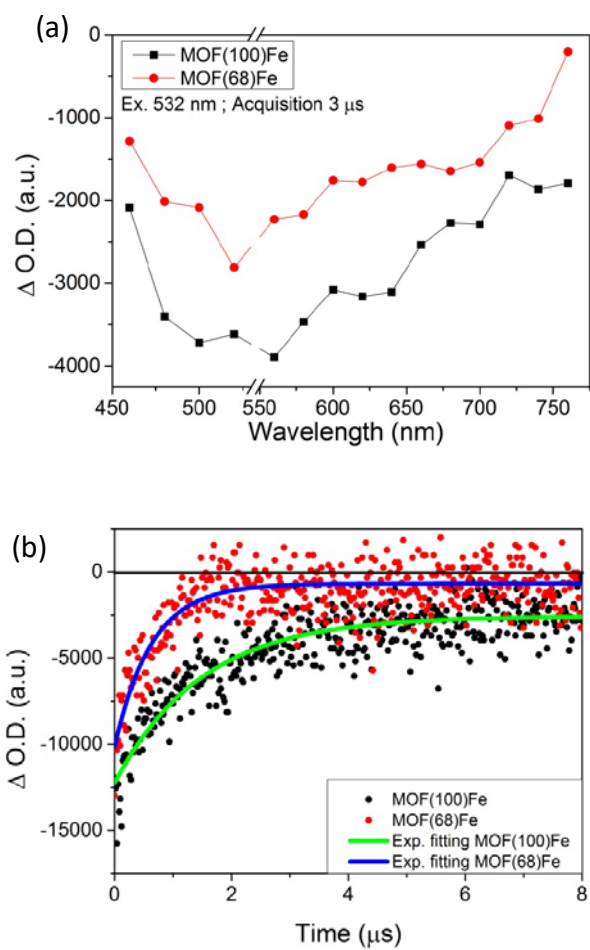 (a)
MOF(100)Fe
MOF(68)Fe
Ex. 532 nm ; Acquisition 3 μs
Δ O.D. (a.u.)
0
-1000
-2000
-3000
-4000
450 500 550 600 650 700 750
Wavelength (nm)
(b)
Δ O.D. (a.u.)
0
-5000
-10000
-15000
MOF(100)Fe
MOF(68)Fe
Exp. fitting MOF(100)Fe
Exp. fitting MOF(68)Fe
0 2 4 6 8
Time (μs)